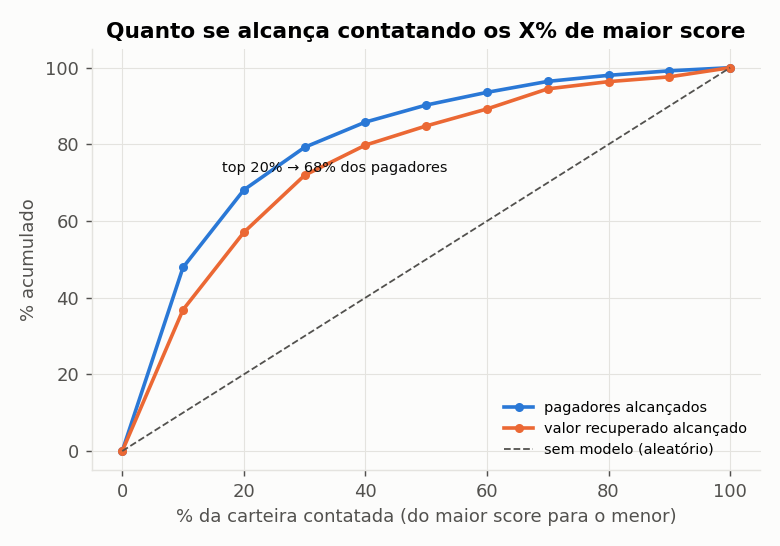 Quanto se alcança contatando os X% de maior score
% acumulado
100
80
60
40
20
0
top 20% → 68% dos pagadores
pagadores alcançados
valor recuperado alcançado
sem modelo (aleatório)
0 20 40 60 80 100
% da carteira contatada (do maior score para o menor)